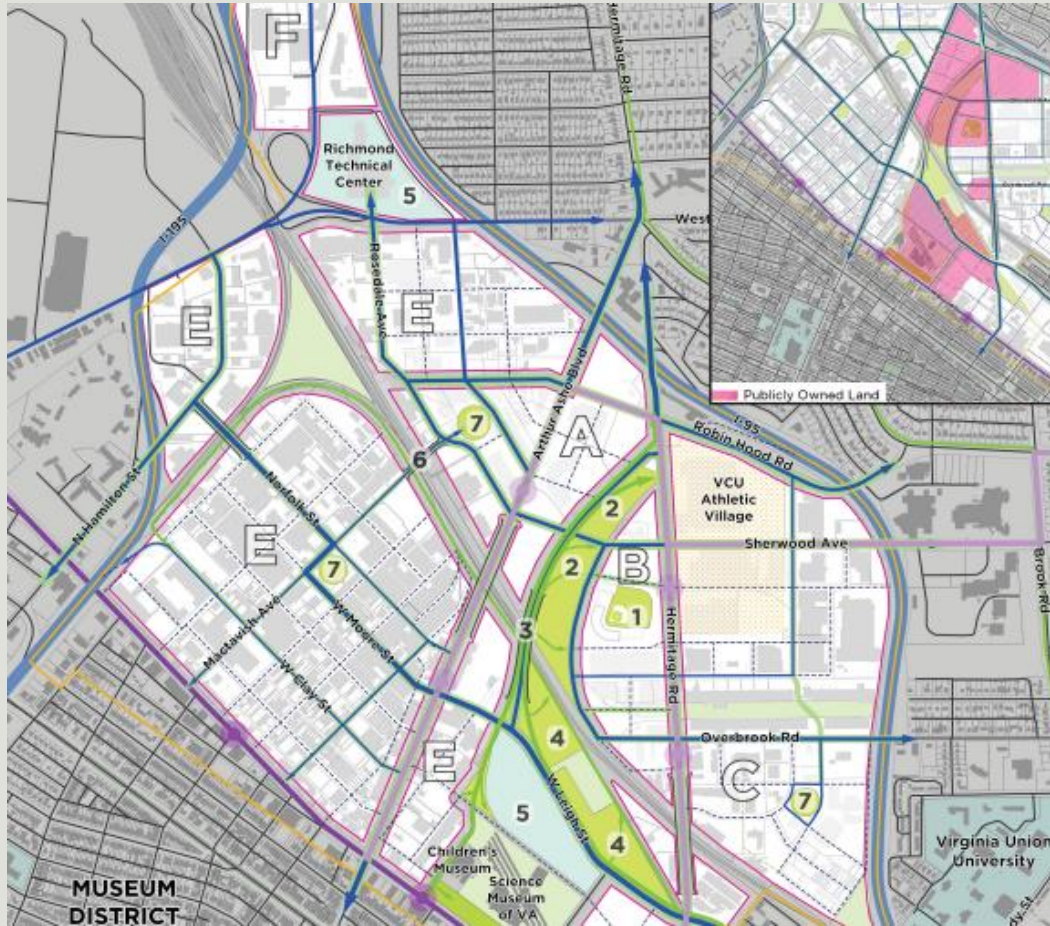 F
Hermitage Rd
Richmond
Technical
Center
5
I-195
West
Rosedale Ave
E
E
Publicly Owned Land
Arthur Ashe Blvd
7
A
I-95
Robin Hood Rd
6
N Hamilton St
Norfolk St
2
VCU
Athletic
Village
E
Sherwood Ave
2
B
7
1
Brook Rd
3
Mactavish Ave
W Moore St
Hermitage Rd
W Clay St
4
Overbrook Rd
E
C
7
5
W Leigh St
4
Children's
Museum
Science
Museum
of VA
Virginia Union
University
MUSEUM
DISTRICT
dy St